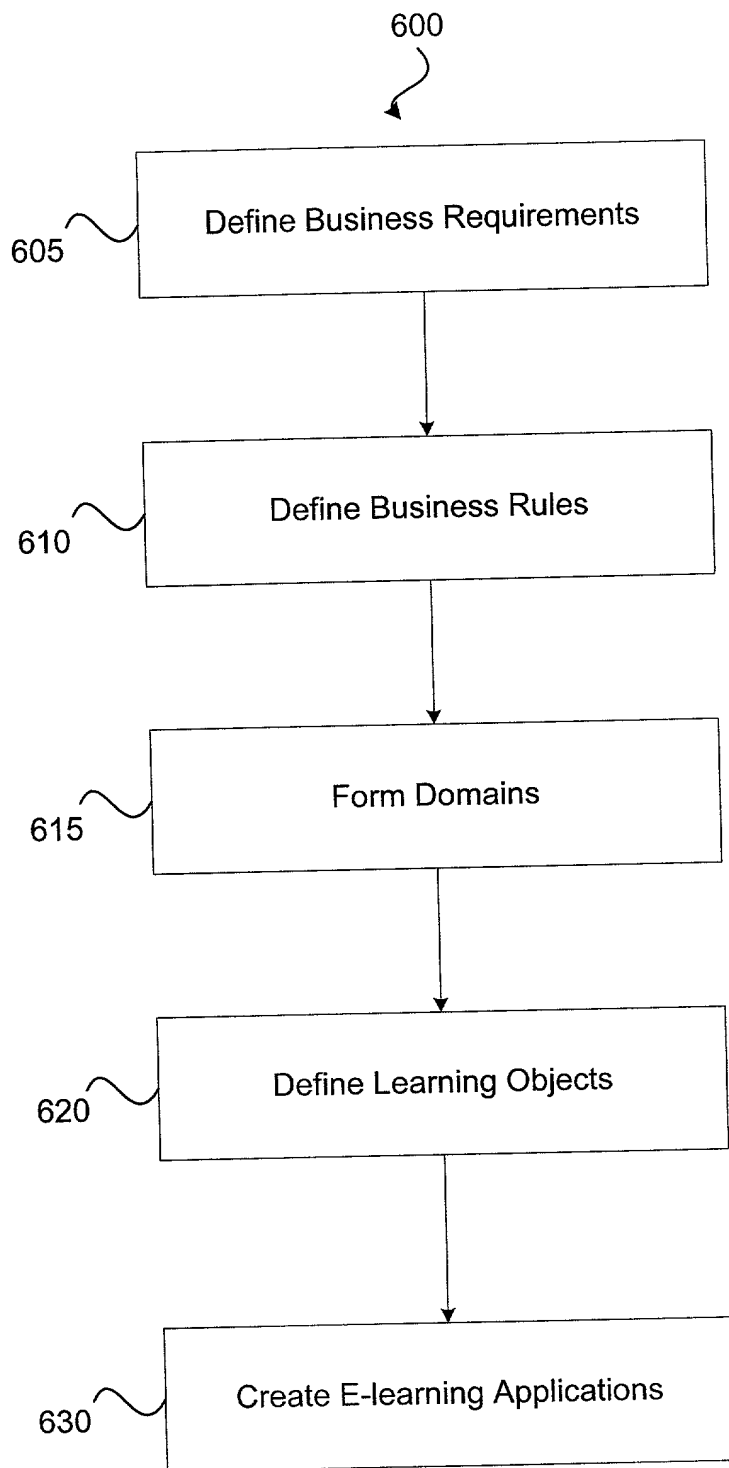 600
Define Business Requirements
605
Define Business Rules
610
Form Domains
615
Define Learning Objects
620
Create E-learning Applications
630